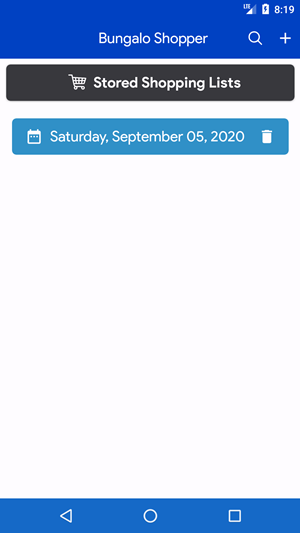 LTE 8:19
Bungalo Shopper
Stored Shopping Lists
Saturday, September 05, 2020